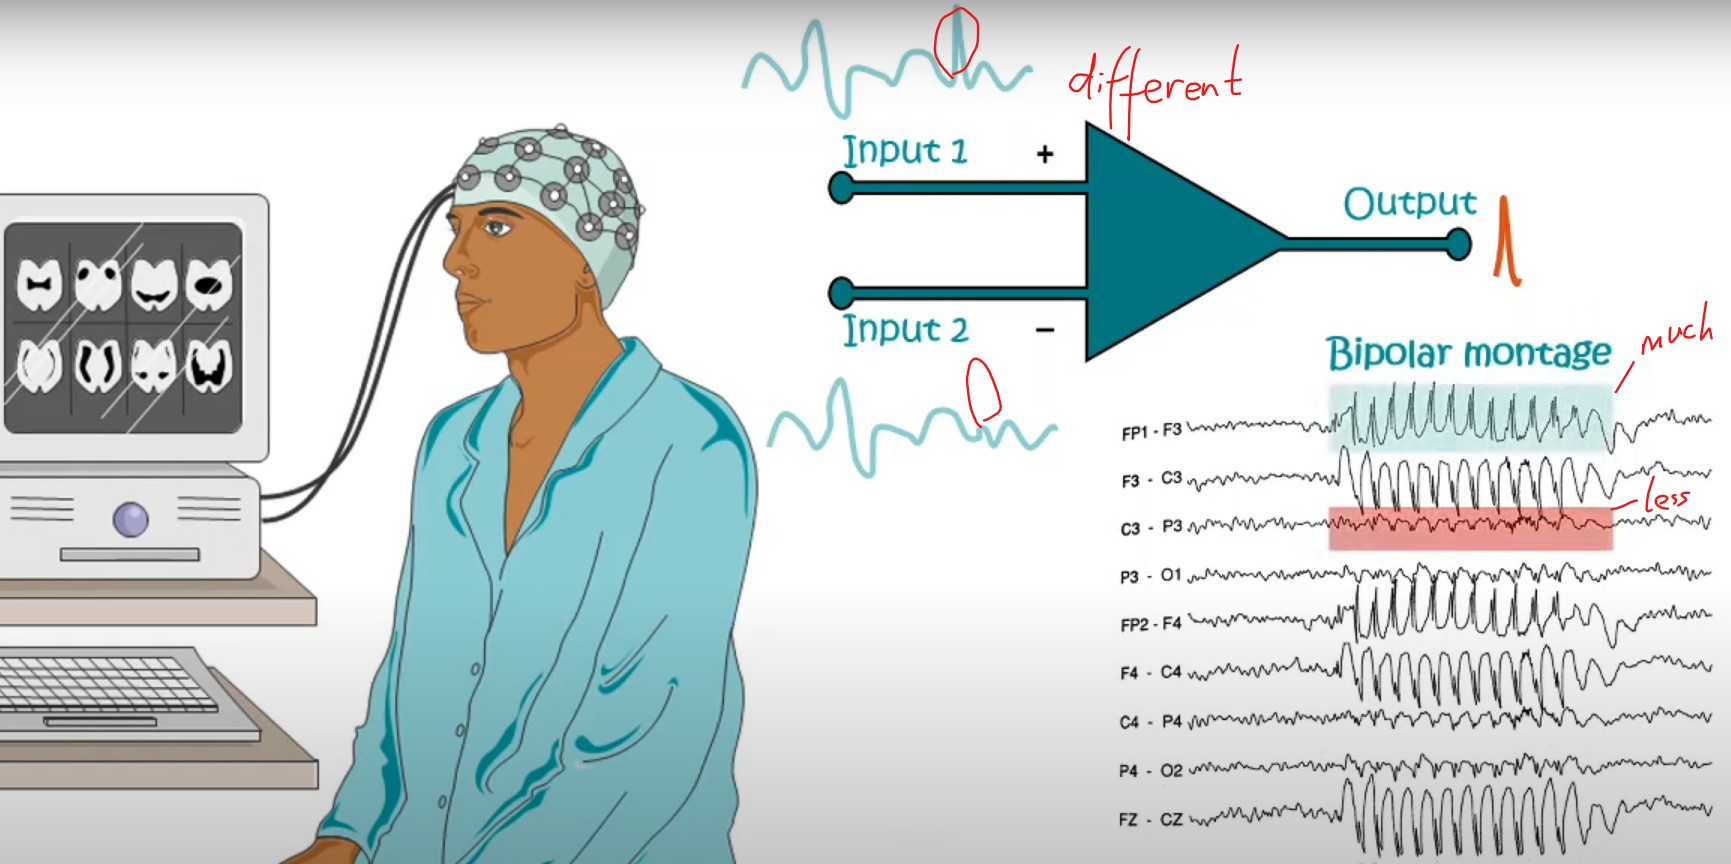 different
Input 1 +
Output
Input 2 −
Bipolar montage
much
FP1 - F3
F3 - C3
less
C3 - P3
P3 - O1
FP2 - F4
F4 - C4
C4 - P4
P4 - O2
FZ - CZ